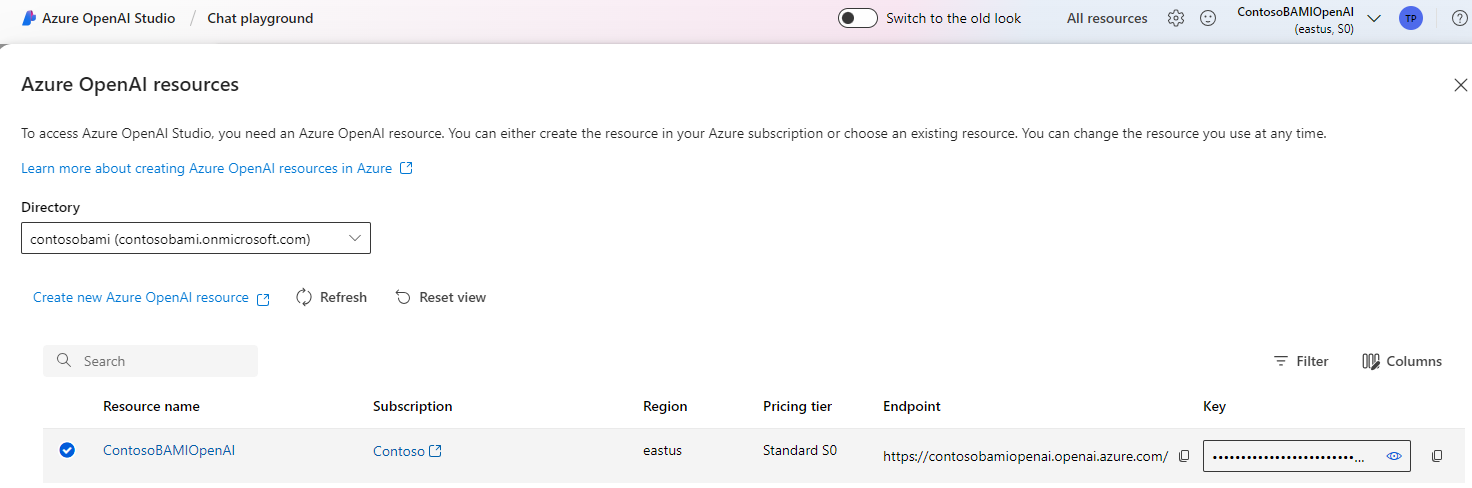 Azure OpenAI Studio / Chat playground Switch to the old look All resources ContosoBAMIOpenAI (eastus, S0) TP
Azure OpenAI resources
To access Azure OpenAI Studio, you need an Azure OpenAI resource. You can either create the resource in your Azure subscription or choose an existing resource. You can change the resource you use at any time.
Learn more about creating Azure OpenAI resources in Azure
Directory
contosobami (contosobami.onmicrosoft.com)
Create new Azure OpenAI resource Refresh Reset view
Search Filter Columns
Resource name Subscription Region Pricing tier Endpoint Key
ContosoBAMIOpenAI Contoso eastus Standard S0 https://contosobamiopenai.openai.azure.com/ ••••••••••••••••••••••••••...